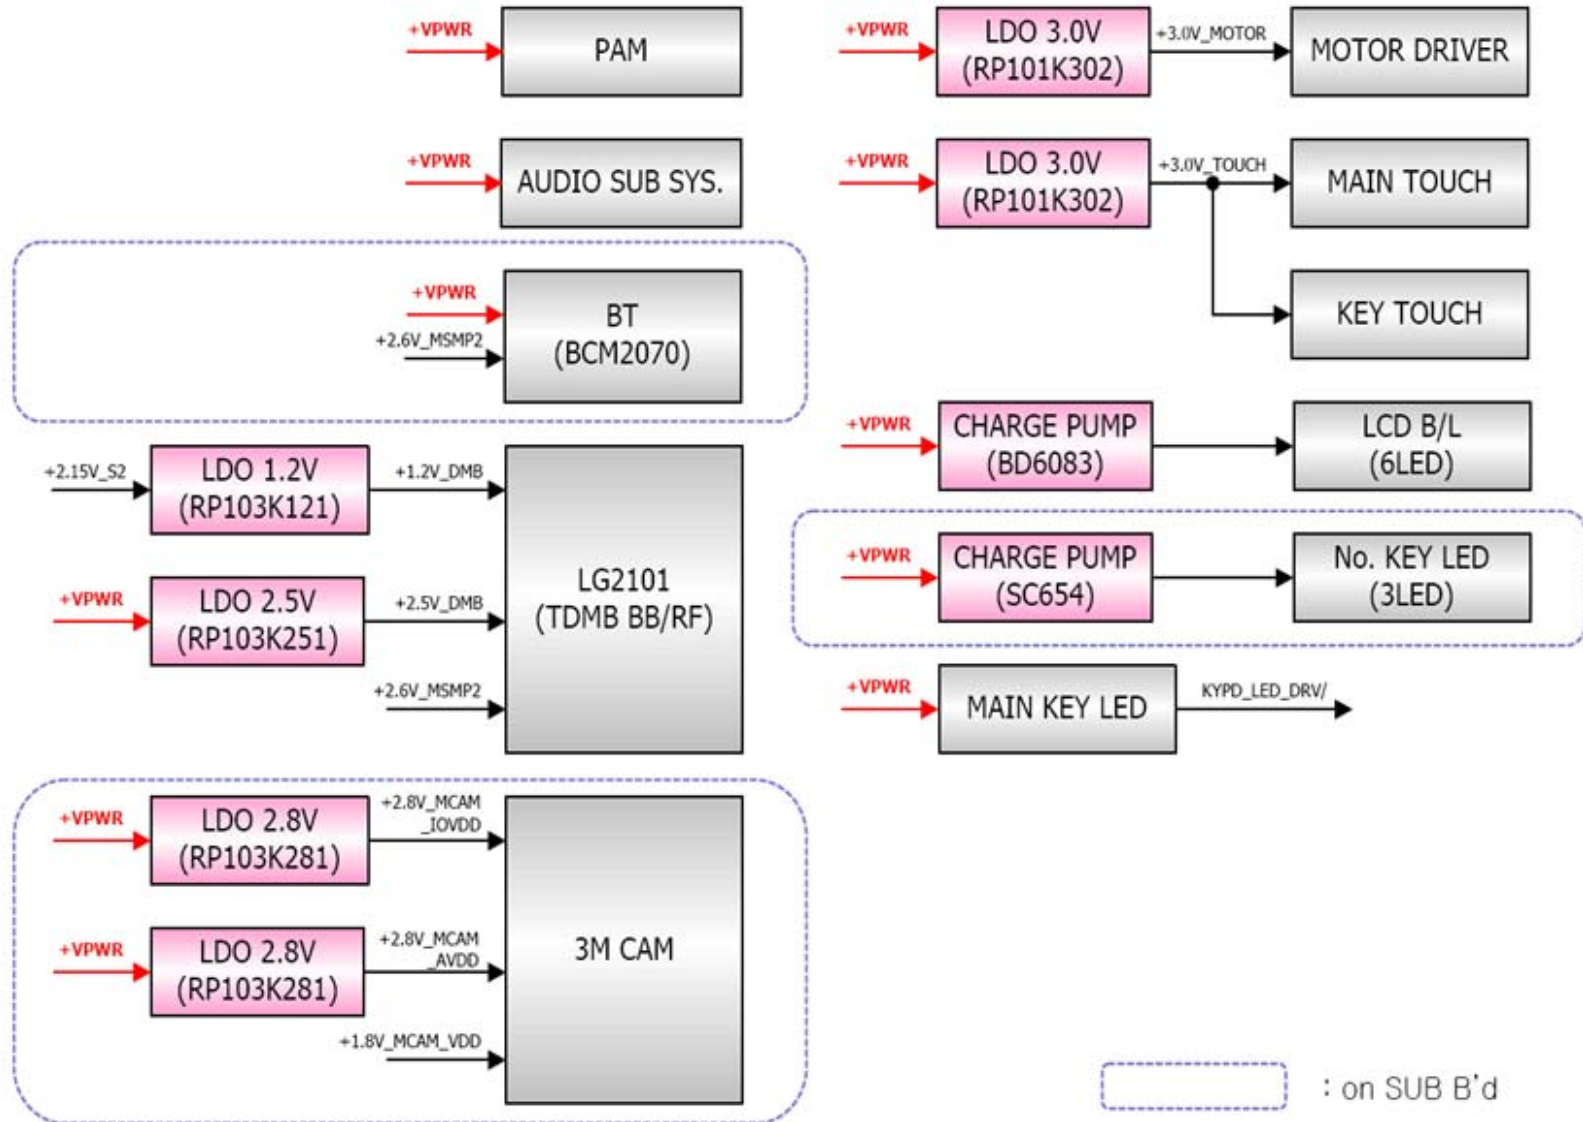 +VPWR
PAM
+VPWR
AUDIO SUB SYS.
+VPWR
+2.6V_MSMP2
BT
(BCM2070)
+2.15V_S2
LDO 1.2V
(RP103K121)
+1.2V_DMB
+VPWR
LDO 2.5V
(RP103K251)
+2.5V_DMB
+2.6V_MSMP2
LG2101
(TDMB BB/RF)
+VPWR
LDO 2.8V
(RP103K281)
+2.8V_MCAM
_IOVDD
+VPWR
LDO 2.8V
(RP103K281)
+2.8V_MCAM
_AVDD
+1.8V_MCAM_VDD
3M CAM
+VPWR
LDO 3.0V
(RP101K302)
+3.0V_MOTOR
MOTOR DRIVER
+VPWR
LDO 3.0V
(RP101K302)
+3.0V_TOUCH
MAIN TOUCH
KEY TOUCH
+VPWR
CHARGE PUMP
(BD6083)
LCD B/L
(6LED)
+VPWR
CHARGE PUMP
(SC654)
No. KEY LED
(3LED)
+VPWR
MAIN KEY LED
KYPD_LED_DRV/
: on SUB B'd